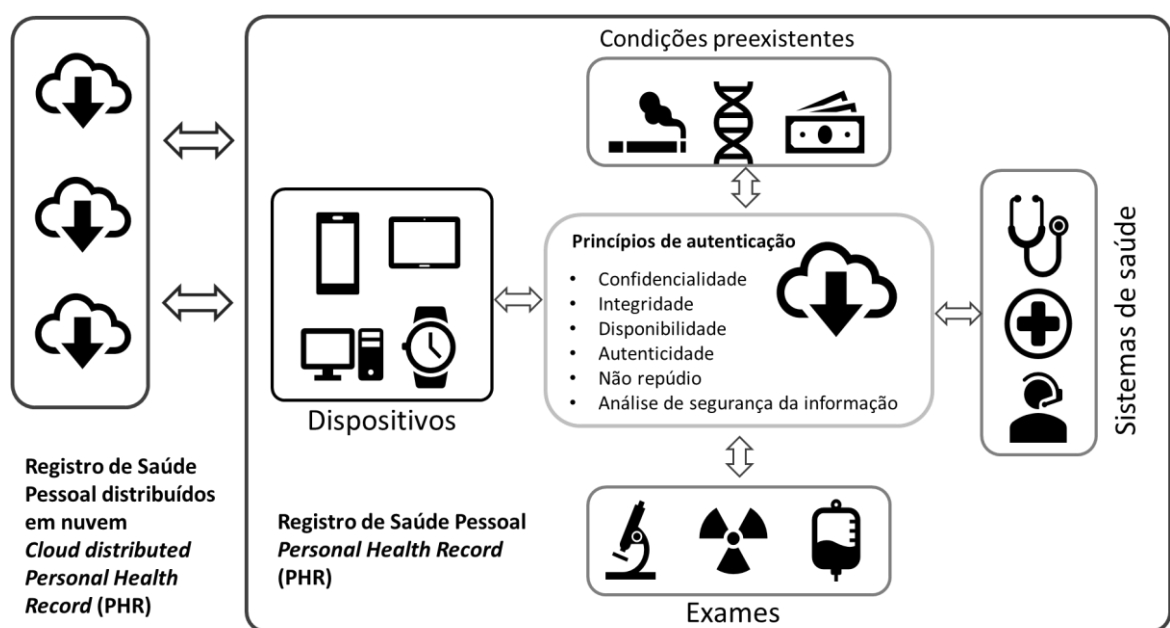 Condições preexistentes
Princípios de autenticação
• Confidencialidade
• Integridade
• Disponibilidade
• Autenticidade
• Não repúdio
• Análise de segurança da informação
Dispositivos
Sistemas de saúde
Registro de Saúde
Pessoal distribuídos
em nuvem
Cloud distributed
Personal Health
Record (PHR)
Registro de Saúde Pessoal
Personal Health Record
(PHR)
Exames